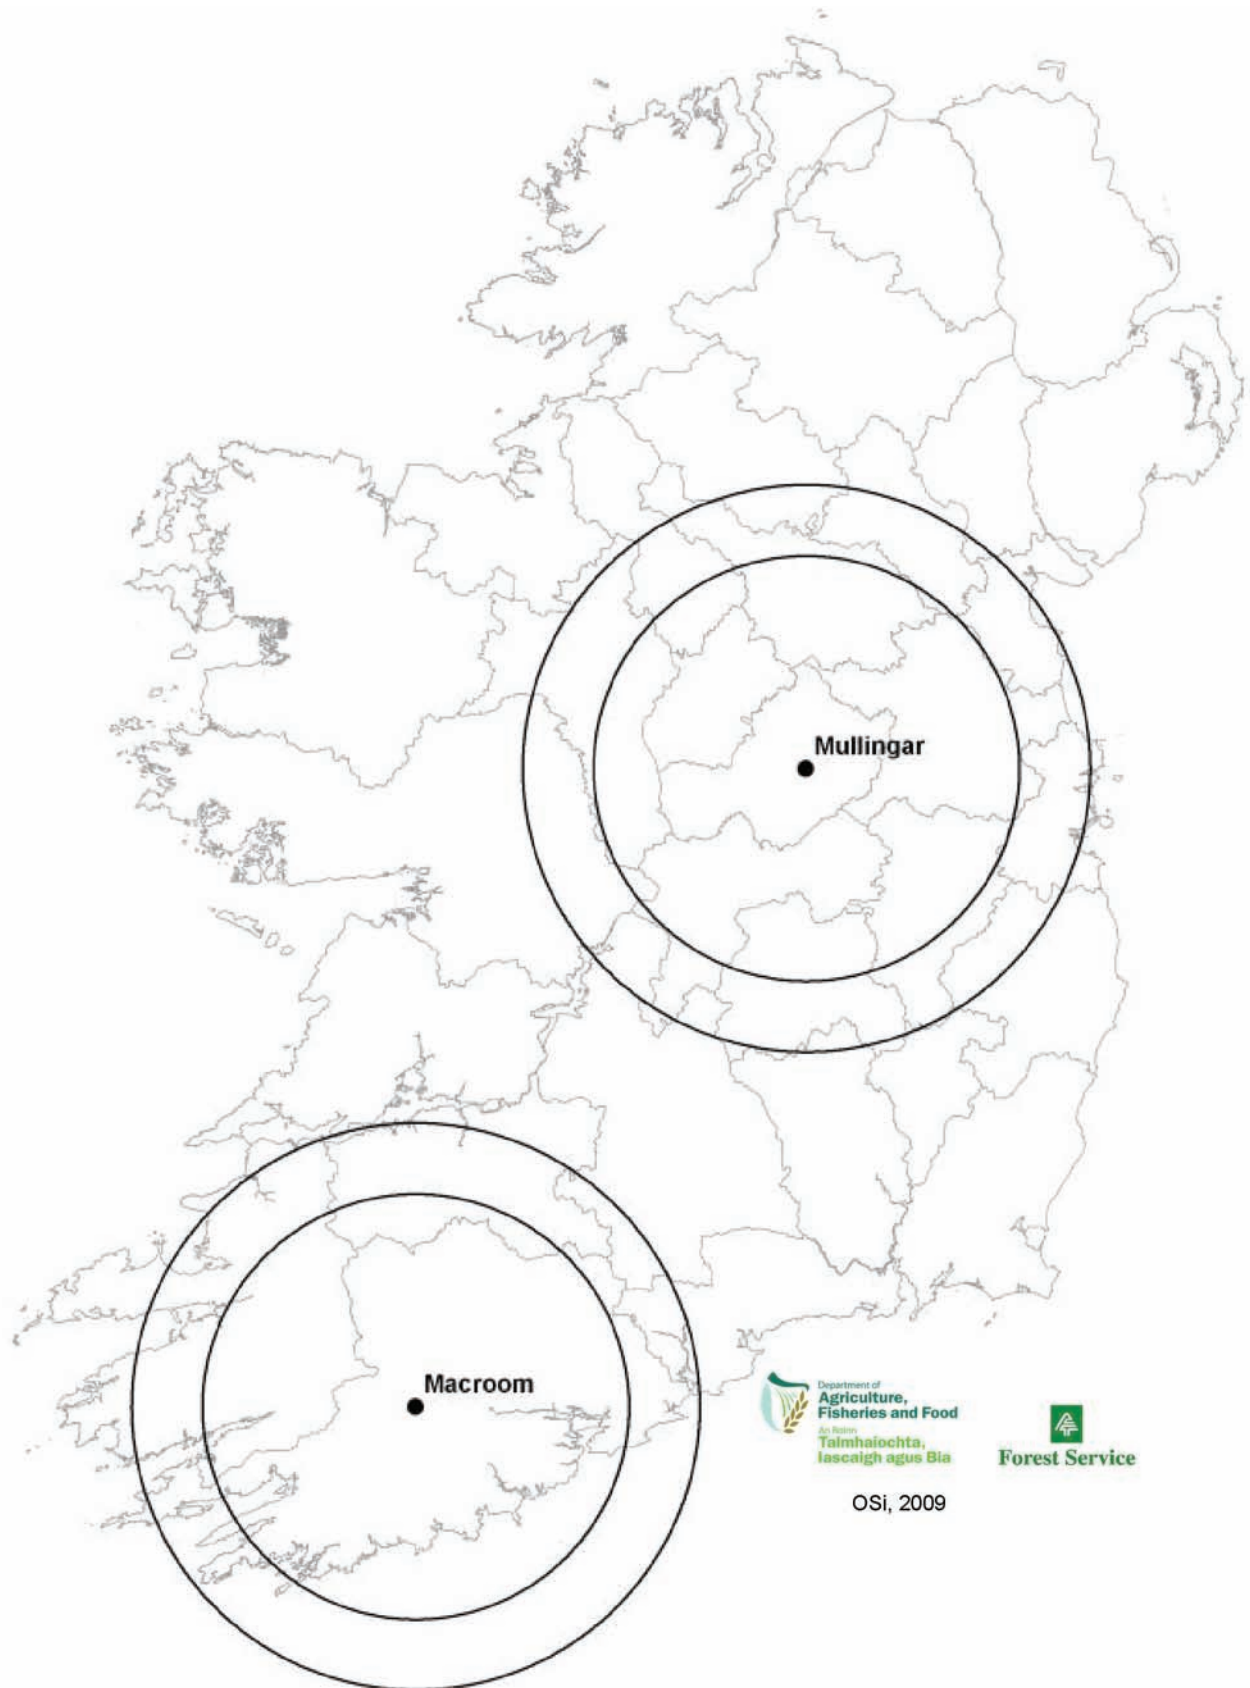 Mullingar
Macroom
Department of
Agriculture,
Fisheries and Food
An Roinn
Talmhaíochta,
Iascaigh agus Bia
Forest Service
OSi, 2009